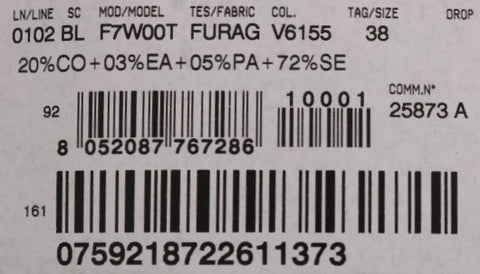 LN/LINE SC MOD/MODEL TES/FABRIC COL. TAG/SIZE DROP
0102 BL F7W00T FURAG V6155 38
20%CO+03%EA+05%PA+72%SE
10001
COMM.N°
92
25873 A
8 052087 767286
161
0759218722611373